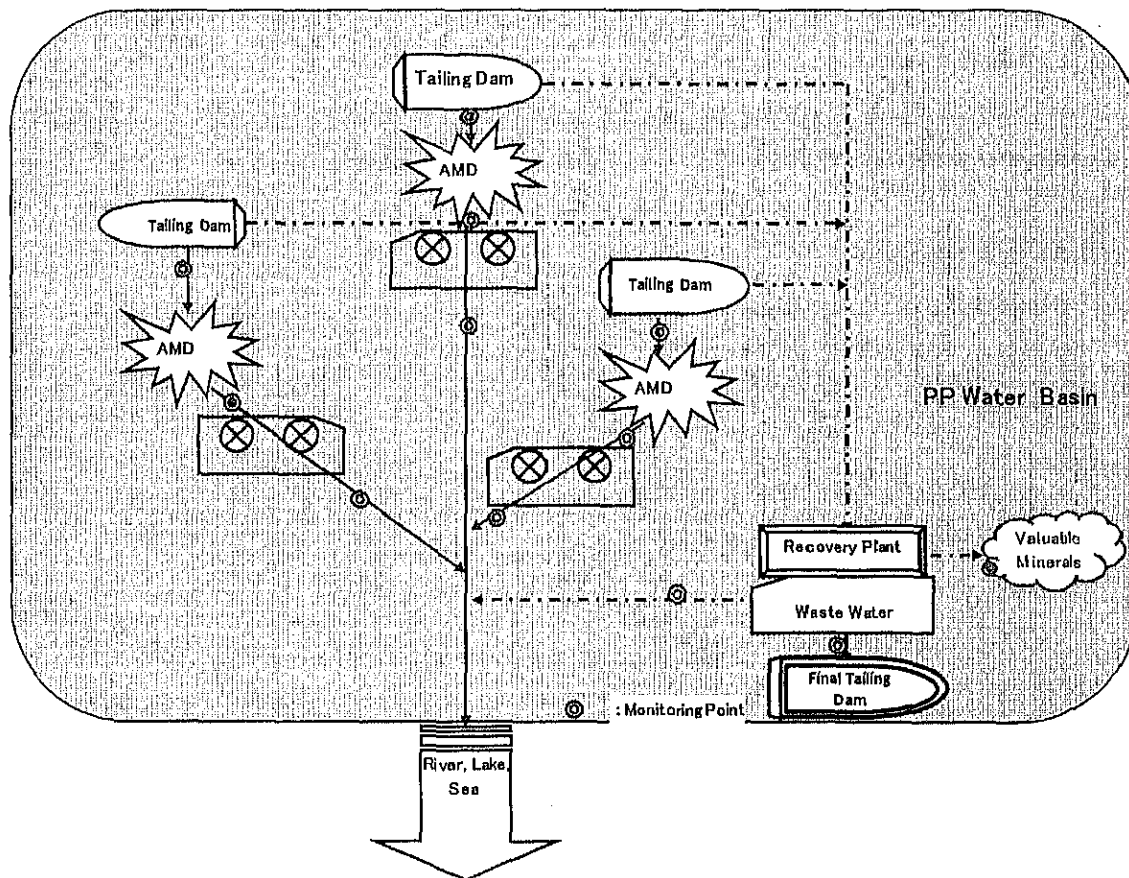 Tailing Dam
AMD
Tailing Dam
Tailing Dam
AMD
AMD
PP Water Basin
Recovery Plant
Valuable
Minerals
Waste Water
Final Tailing
Dam
: Monitoring Point
River, Lake,
Sea